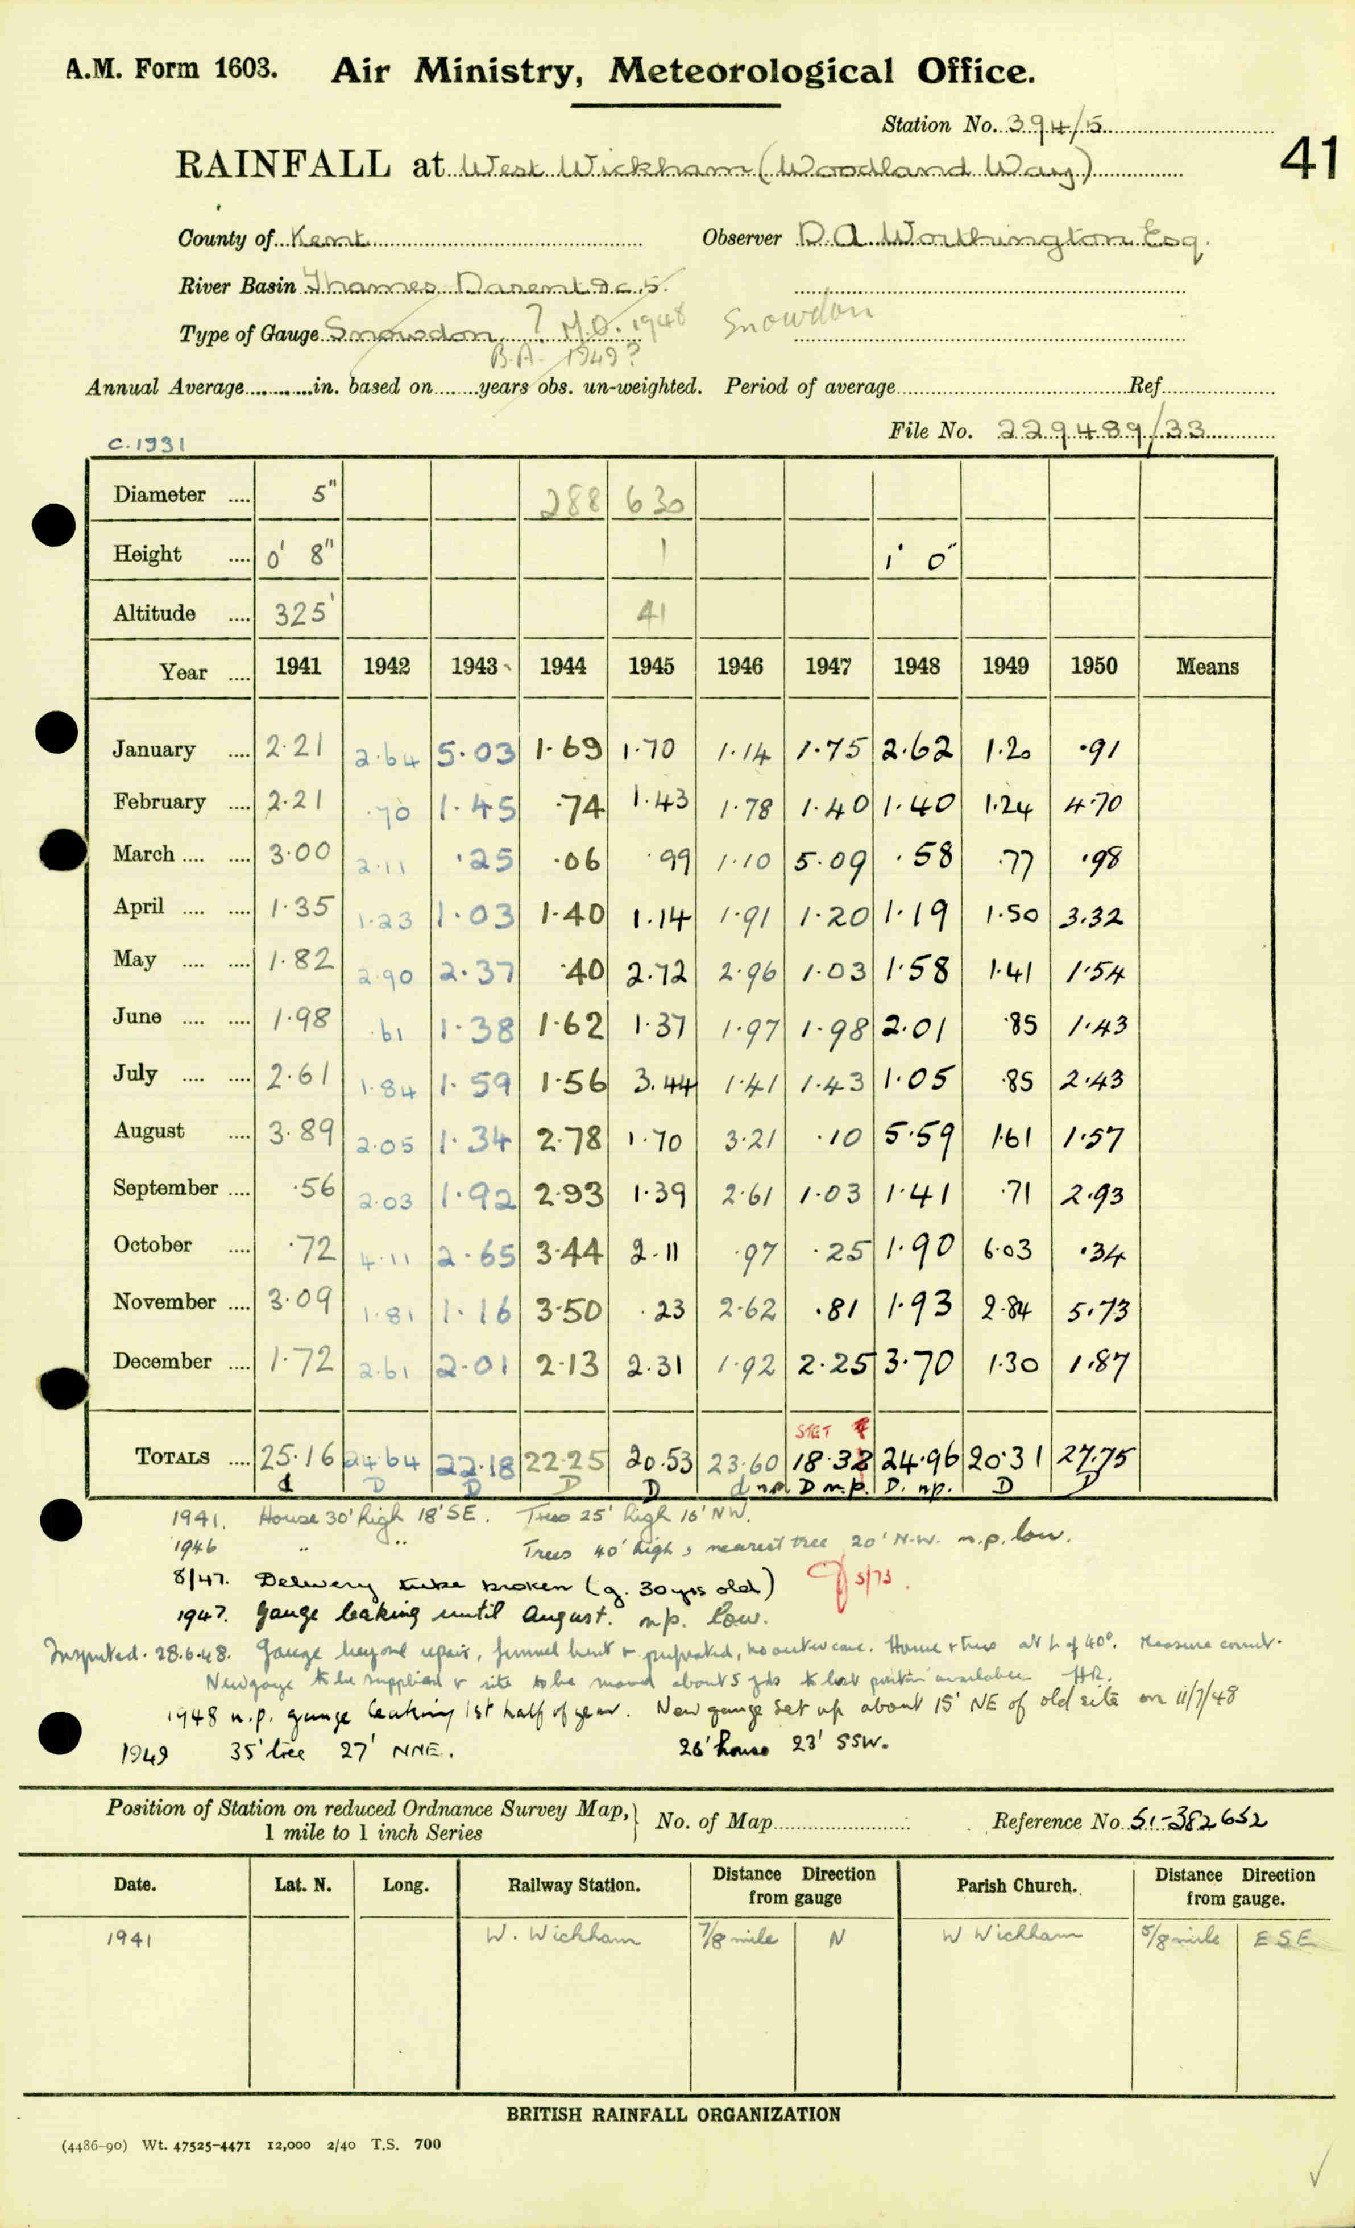 A.M. Form 1603. Air Ministry, Meteorological Office.
Station No. 394/5
41
RAINFALL at West Wickham (Woodland Way)
County of Kent Observer D.A. Worthington Esq.
River Basin Thames Darent &c. 5.
Type of Gauge Snowdon ? M.O. 1948 Snowdon
B.A. 1949?
Annual Average in. based on years obs. un-weighted. Period of average Ref
File No. 229489/33
C. 1931
Diameter .... 5" 288 630
Height .... 0' 8" 1 1' 0"
Altitude .... 325' 41
Year .... 1941 1942 1943 1944 1945 1946 1947 1948 1949 1950 Means
January .... 2.21 2.64 5.03 1.69 1.70 1.14 1.75 2.62 1.20 .91
February .... 2.21 .70 1.45 .74 1.43 1.78 1.40 1.40 1.24 4.70
March .... .... 3.00 2.11 .25 .06 .99 1.10 5.09 .58 .77 .98
April .... .... 1.35 1.23 1.03 1.40 1.14 1.91 1.20 1.19 1.50 3.32
May .... .... 1.82 2.90 2.37 .40 2.72 2.96 1.03 1.58 1.41 1.54
June .... .... 1.98 .61 1.38 1.62 1.37 1.97 1.98 2.01 .85 1.43
July .... .... 2.61 1.84 1.59 1.56 3.44 1.41 1.43 1.05 .85 2.43
August .... 3.89 2.05 1.34 2.78 1.70 3.21 .10 5.59 1.61 1.57
September .... .56 2.03 1.92 2.93 1.39 2.61 1.03 1.41 .71 2.93
October .... .72 4.11 2.65 3.44 2.11 .97 .25 1.90 6.03 .34
November .... 3.09 1.81 1.16 3.50 .23 2.62 .81 1.93 2.84 5.73
December .... 1.72 2.61 2.01 2.13 2.31 1.92 2.25 3.70 1.30 1.87
STET
TOTALS .... 25.16 24.64 22.18 22.25 20.53 23.60 18.32 24.96 20.31 27.75
d D D D D d n.p. D n.p. D. n.p. D D
1941. House 30' high 18' SE. Trees 25' high 16' NW.
1946 " " Trees 40' high, nearest tree 20' N.W. n.p. low.
8/47. Delivery tube broken (g. 30 yrs old) 5/73.
1947. Gauge leaking until August. n.p. low.
Inspected. 28.6.48. Gauge beyond repair, funnel bent & perforated, no outer case. House & trees at L of 40°. Measure correct.
New gauge to be supplied & site to be moved about 5 yds to best position available. HR.
1948 n.p. gauge leaking 1st half of year. New gauge set up about 15' NE of old site on 11/7/48
1949 35' tree 27' NNE. 26' house 23' SSW.
Position of Station on reduced Ordnance Survey Map, 1 mile to 1 inch Series No. of Map Reference No. 51-382652
Date. Lat. N. Long. Railway Station. Distance Direction from gauge Parish Church. Distance Direction from gauge.
1941 W. Wickham 7/8 mile N W Wickham 5/8 mile ESE
BRITISH RAINFALL ORGANIZATION
(4486-90) Wt. 47525-4471 12,000 2/40 T.S. 700